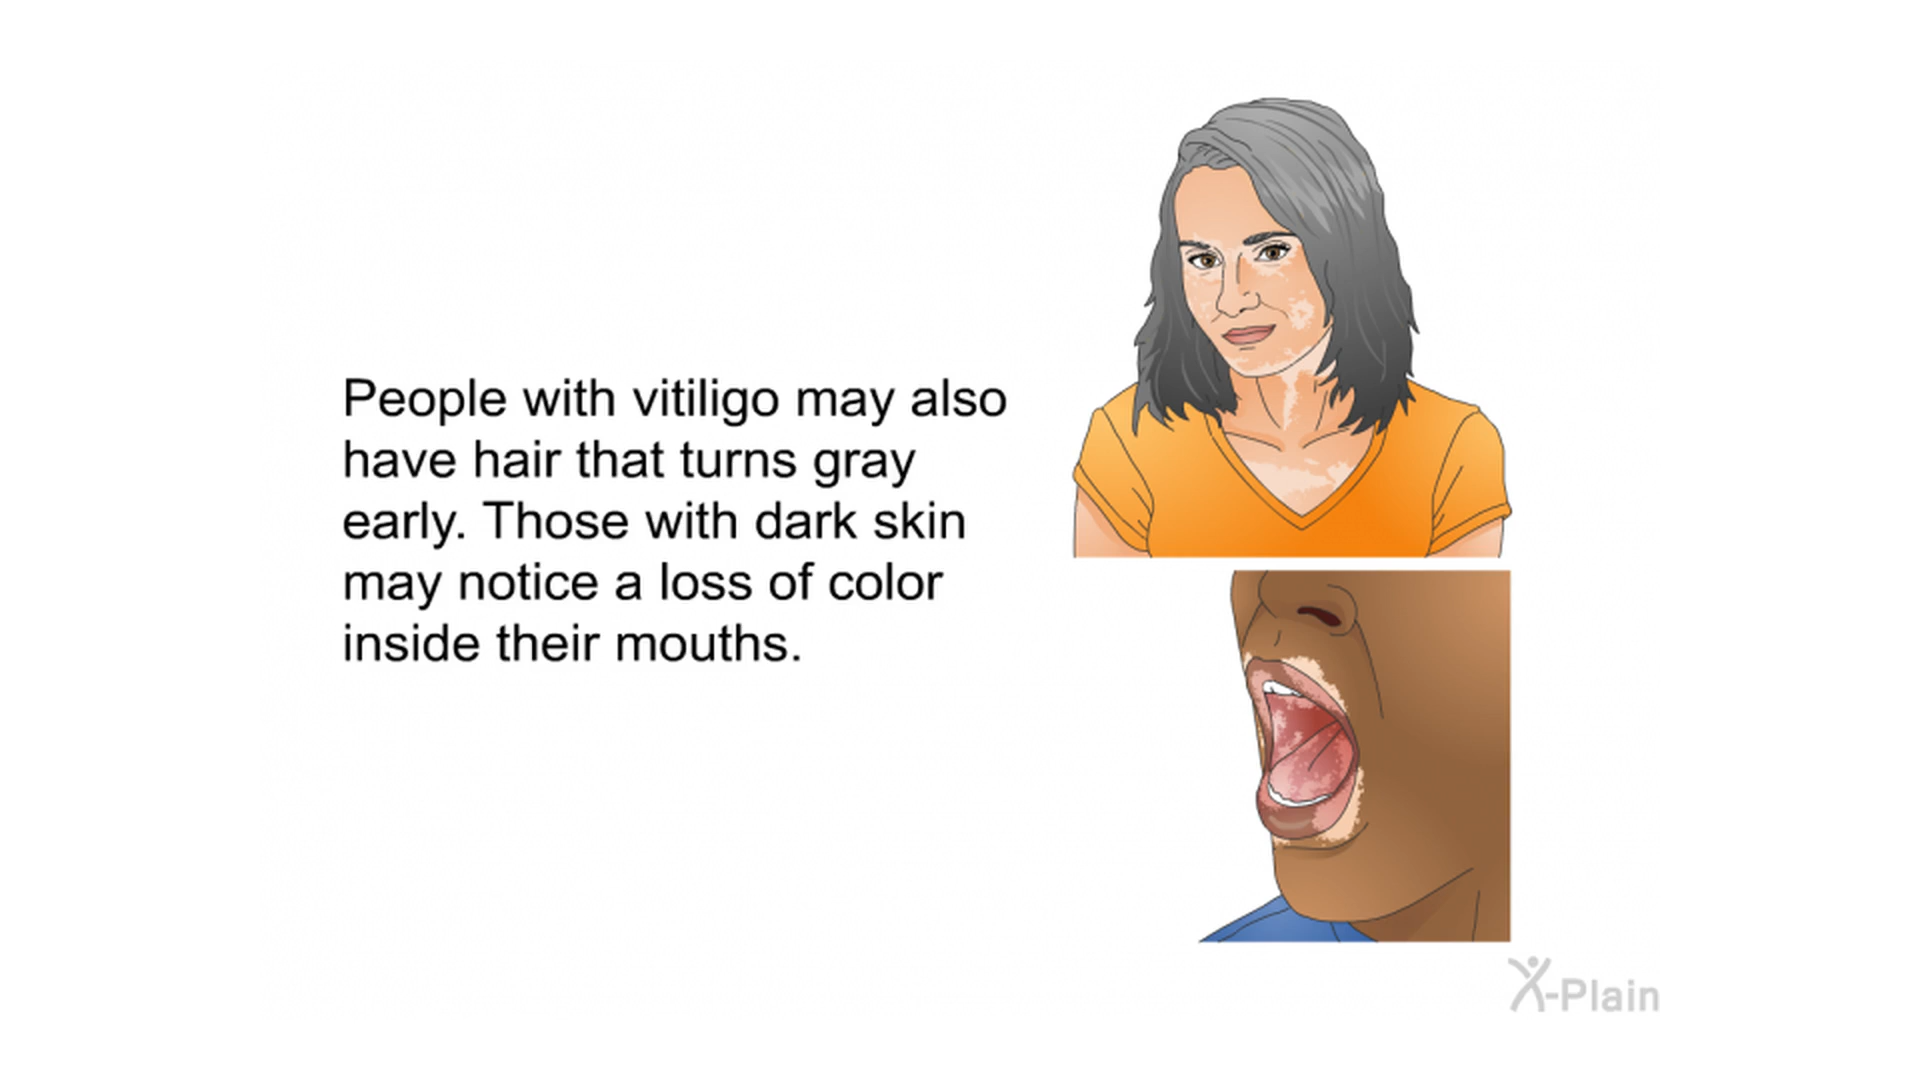 People with vitiligo may also
have hair that turns gray
early. Those with dark skin
may notice a loss of color
inside their mouths.
X-Plain